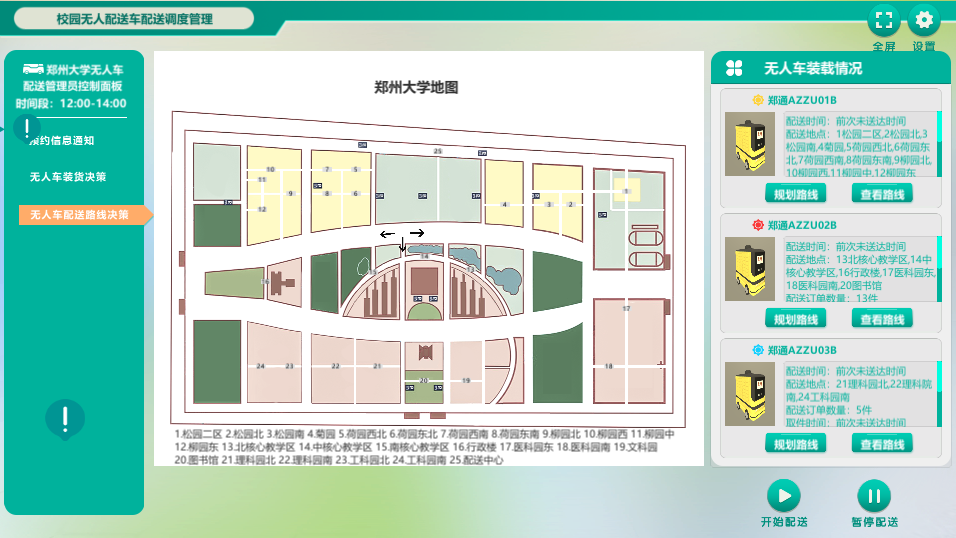 校园无人配送车配送调度管理
全屏
设置
郑州大学无人车
配送管理员控制面板
时间段：12:00-14:00
预约信息通知
无人车装货决策
无人车配送路线决策
郑州大学地图
25
10
7
5
11
9
8
6
12
1
4
3
2
14
15
13
16
17
24
23
22
21
20
19
18
1.松园二区 2.松园北 3.松园南 4.菊园 5.荷园西北 6.荷园东北 7.荷园西南 8.荷园东南 9.柳园北 10.柳园西 11.柳园中
12.柳园东 13.北核心教学区 14.中核心教学区 15.南核心教学区 16.行政楼 17.医科园东 18.医科园南 19.文科园
20.图书馆 21.理科园北 22.理科园南 23.工科园北 24.工科园南 25.配送中心
无人车装载情况
郑通AZZU01B
配送时间：前次未送达时间
配送地点：1松园二区,2松园北,3
松园南,4菊园,5荷园西北,6荷园东
北,7荷园西南,8荷园东南,9柳园北,
10柳园西,11柳园中,12柳园东
规划路线
查看路线
郑通AZZU02B
配送时间：前次未送达时间
配送地点：13北核心教学区,14中
核心教学区,16行政楼,17医科园东,
18医科园南,20图书馆
配送订单数量：13件
规划路线
查看路线
郑通AZZU03B
配送时间：前次未送达时间
配送地点：21理科园北,22理科院
南,24工科园南
配送订单数量：5件
取件时间：前次未送达时间
规划路线
查看路线
开始配送
暂停配送